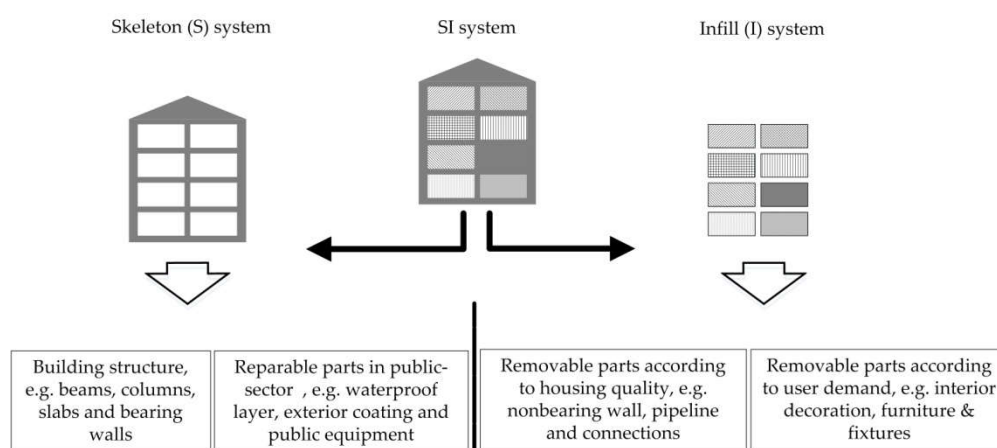 Skeleton (S) system
SI system
Infill (I) system
Building structure,
e.g. beams, columns,
slabs and bearing
walls
Reparable parts in public-
sector , e.g. waterproof
layer, exterior coating and
public equipment
Removable parts according
to housing quality, e.g.
nonbearing wall, pipeline
and connections
Removable parts according
to user demand, e.g. interior
decoration, furniture &
fixtures